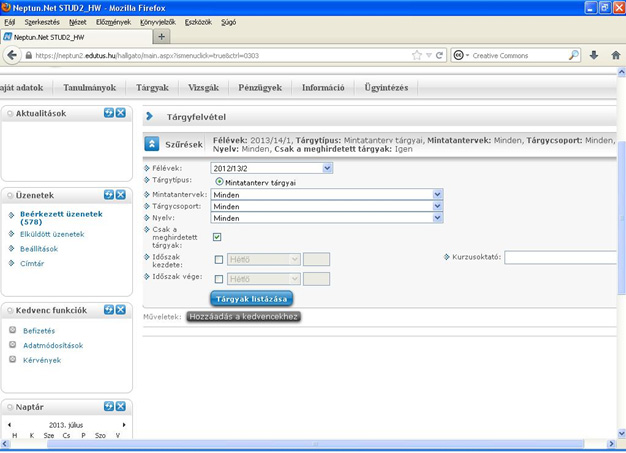 Neptun.Net STUD2_HW - Mozilla Firefox
Fájl Szerkesztés Nézet Előzmények Könyvjelzők Eszközök Súgó
Neptun.Net STUD2_HW
https://neptun2.edutus.hu/hallgato/main.aspx?ismenuclick=true&ctrl=0303
Creative Commons
aját adatok Tanulmányok Tárgyak Vizsgák Pénzügyek Információ Ügyintézés
Aktualitások
Üzenetek
Beérkezett üzenetek
(578)
Elküldött üzenetek
Beállítások
Címtár
Kedvenc funkciók
Befizetés
Adatmódosítások
Kérvények
Naptár
2013. július
H K Sze Cs P Szo V
Tárgyfelvétel
Szűrések
Félévek: 2013/14/1, Tárgytípus: Mintatanterv tárgyai, Mintatantervek: Minden, Tárgycsoport: Minden,
Nyelv: Minden, Csak a meghirdetett tárgyak: Igen
Félévek: 2012/13/2
Tárgytípus: Mintatanterv tárgyai
Mintatantervek: Minden
Tárgycsoport: Minden
Nyelv: Minden
Csak a
meghirdetett
tárgyak:
Időszak
kezdete: Hétfő
Kurzusoktató:
Időszak vége: Hétfő
Tárgyak listázása
Műveletek: Hozzáadás a kedvencekhez